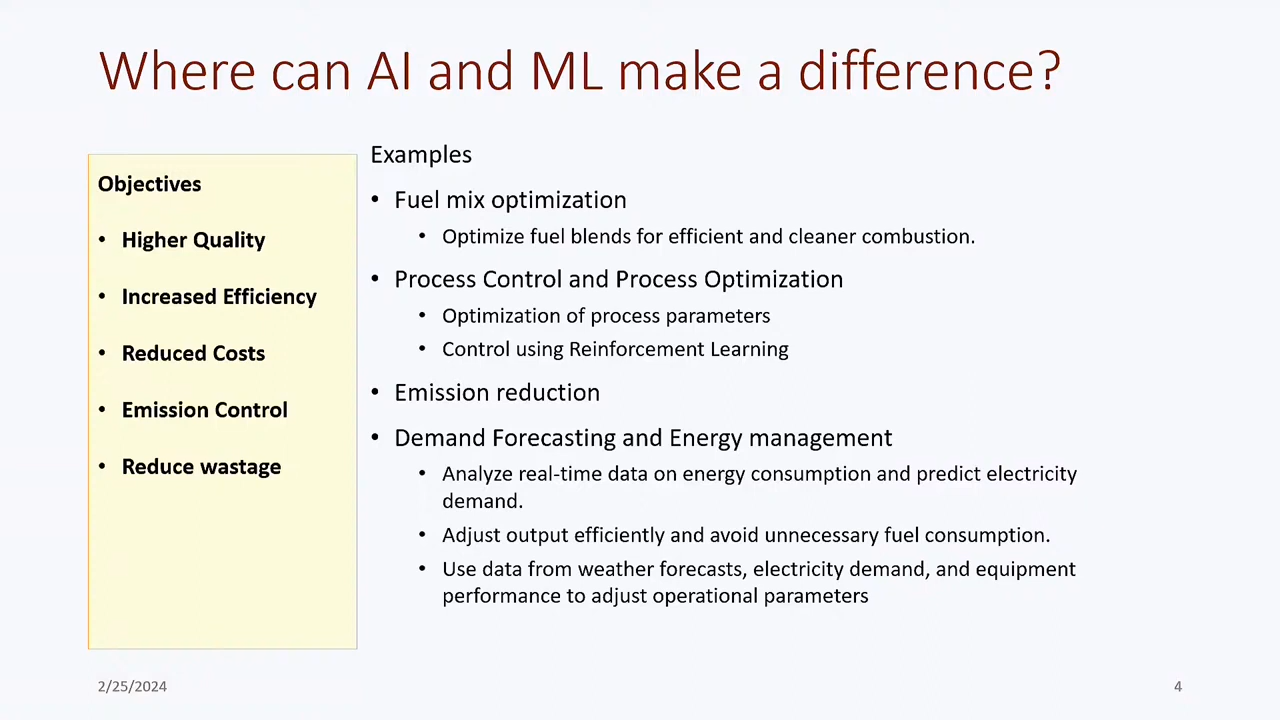 Where can AI and ML make a difference?
Objectives
• Higher Quality
• Increased Efficiency
• Reduced Costs
• Emission Control
• Reduce wastage
Examples
• Fuel mix optimization
• Optimize fuel blends for efficient and cleaner combustion.
• Process Control and Process Optimization
• Optimization of process parameters
• Control using Reinforcement Learning
• Emission reduction
• Demand Forecasting and Energy management
• Analyze real-time data on energy consumption and predict electricity
demand.
• Adjust output efficiently and avoid unnecessary fuel consumption.
• Use data from weather forecasts, electricity demand, and equipment
performance to adjust operational parameters
2/25/2024
4